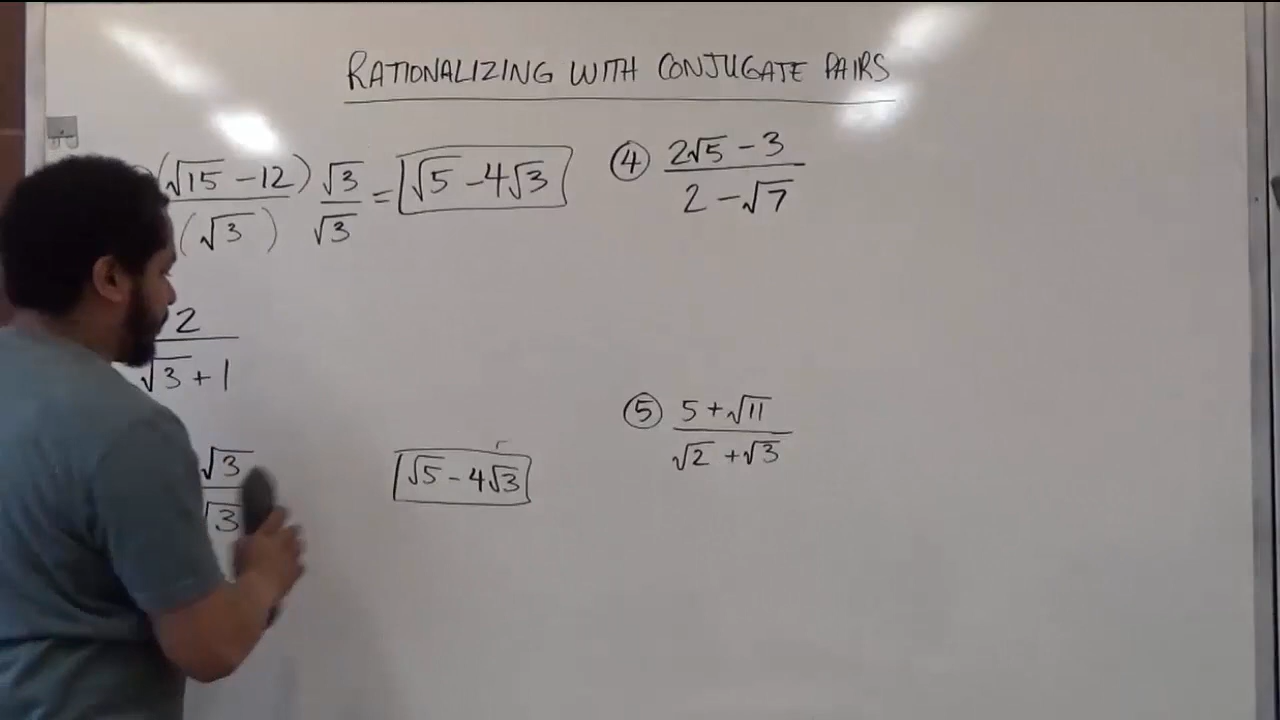 RATIONALIZING WITH CONJUGATE PAIRS
(√15 - 12) √3 = √5 - 4√3
(√3) √3
2
√3 + 1
√3
√3
√5 - 4√3
④ 2√5 - 3
2 - √7
⑤ 5 + √11
√2 + √3